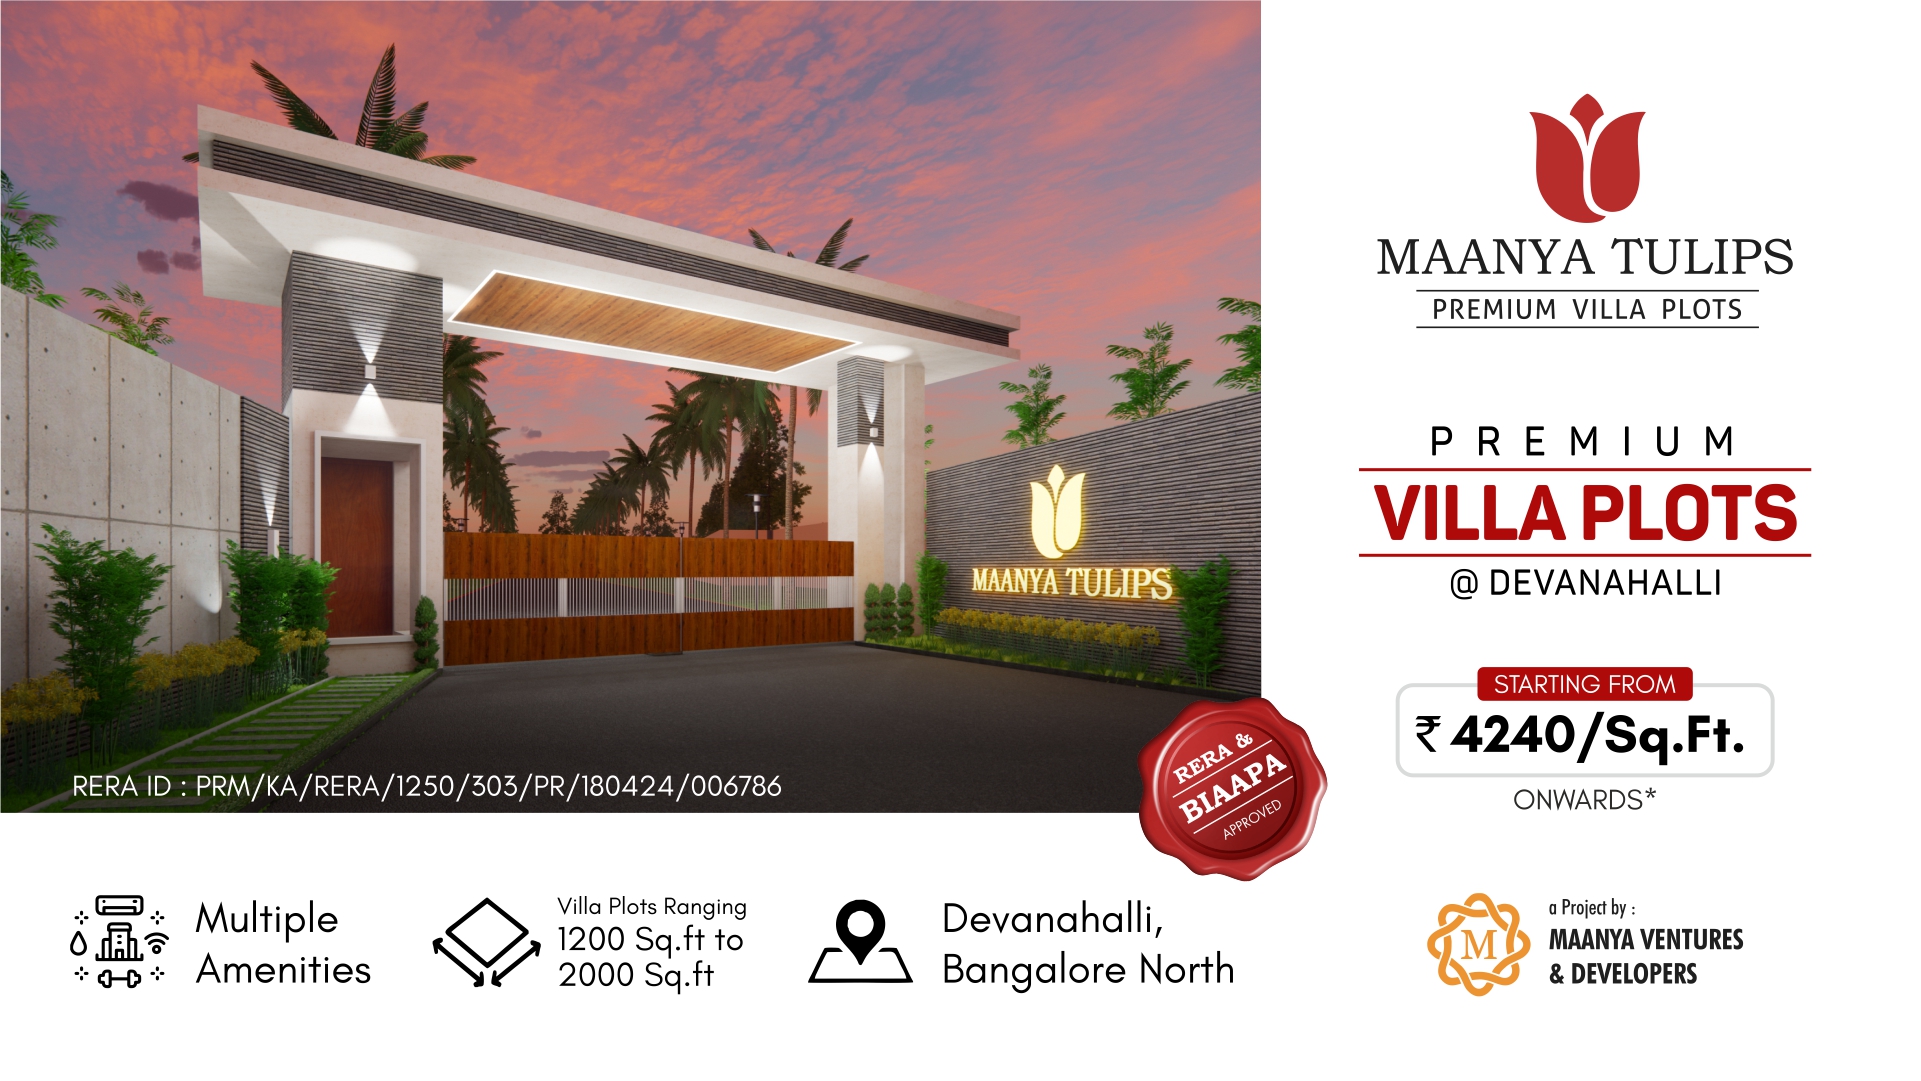 MAANYA TULIPS
PREMIUM VILLA PLOTS
PREMIUM
VILLA PLOTS
@ DEVANAHALLI
STARTING FROM
₹ 4240/Sq.Ft.
ONWARDS*
MAANYA TULIPS
RERA ID : PRM/KA/RERA/1250/303/PR/180424/006786
RERA &
BIAAPA
APPROVED
Multiple
Amenities
Villa Plots Ranging
1200 Sq.ft to
2000 Sq.ft
Devanahalli,
Bangalore North
M
a Project by :
MAANYA VENTURES
& DEVELOPERS